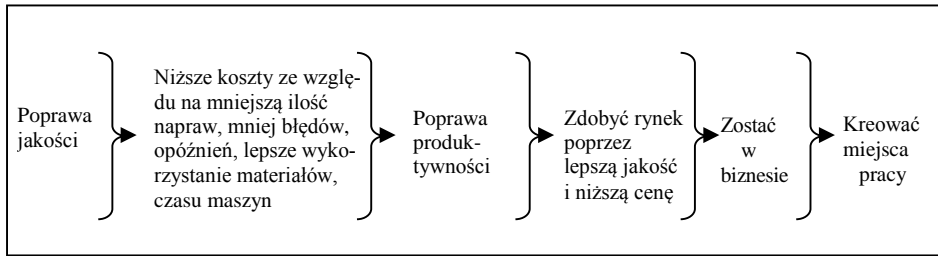 Poprawa
jakości
Niższe koszty ze wzglę-
du na mniejszą ilość
napraw, mniej błędów,
opóźnień, lepsze wyko-
rzystanie materiałów,
czasu maszyn
Poprawa
produk-
tywności
Zdobyć rynek
poprzez
lepszą jakość
i niższą cenę
Zostać
w
biznesie
Kreować
miejsca
pracy